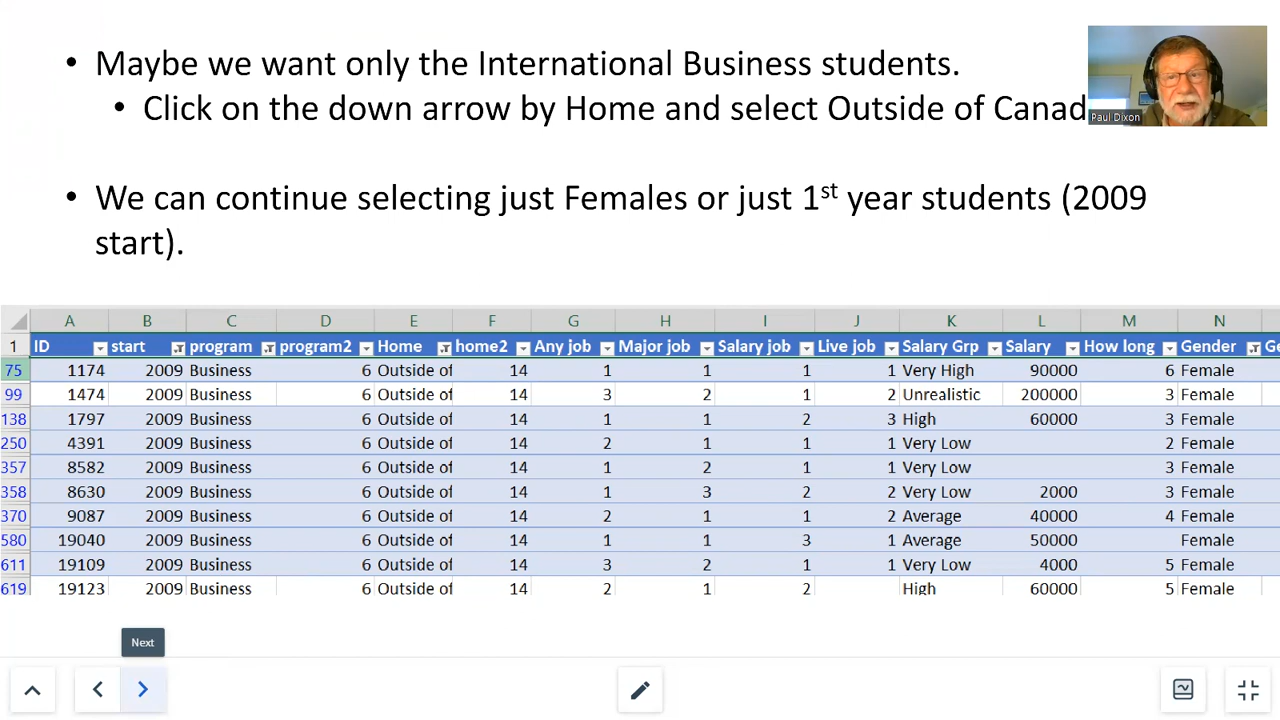 • Maybe we want only the International Business students.
• Click on the down arrow by Home and select Outside of Canad
Paul Dixon
• We can continue selecting just Females or just 1st year students (2009
start).
A B C D E F G H I J K L M N
1 ID start program program2 Home home2 Any job Major job Salary job Live job Salary Grp Salary How long Gender Ge
75 1174 2009 Business 6 Outside of 14 1 1 1 1 Very High 90000 6 Female
99 1474 2009 Business 6 Outside of 14 3 2 1 2 Unrealistic 200000 3 Female
138 1797 2009 Business 6 Outside of 14 1 1 2 3 High 60000 3 Female
250 4391 2009 Business 6 Outside of 14 2 1 1 1 Very Low 2 Female
357 8582 2009 Business 6 Outside of 14 1 2 1 1 Very Low 3 Female
358 8630 2009 Business 6 Outside of 14 1 3 2 2 Very Low 2000 3 Female
370 9087 2009 Business 6 Outside of 14 2 1 1 2 Average 40000 4 Female
580 19040 2009 Business 6 Outside of 14 1 1 3 1 Average 50000 Female
611 19109 2009 Business 6 Outside of 14 3 2 1 1 Very Low 4000 5 Female
619 19123 2009 Business 6 Outside of 14 2 1 2 High 60000 5 Female
Next